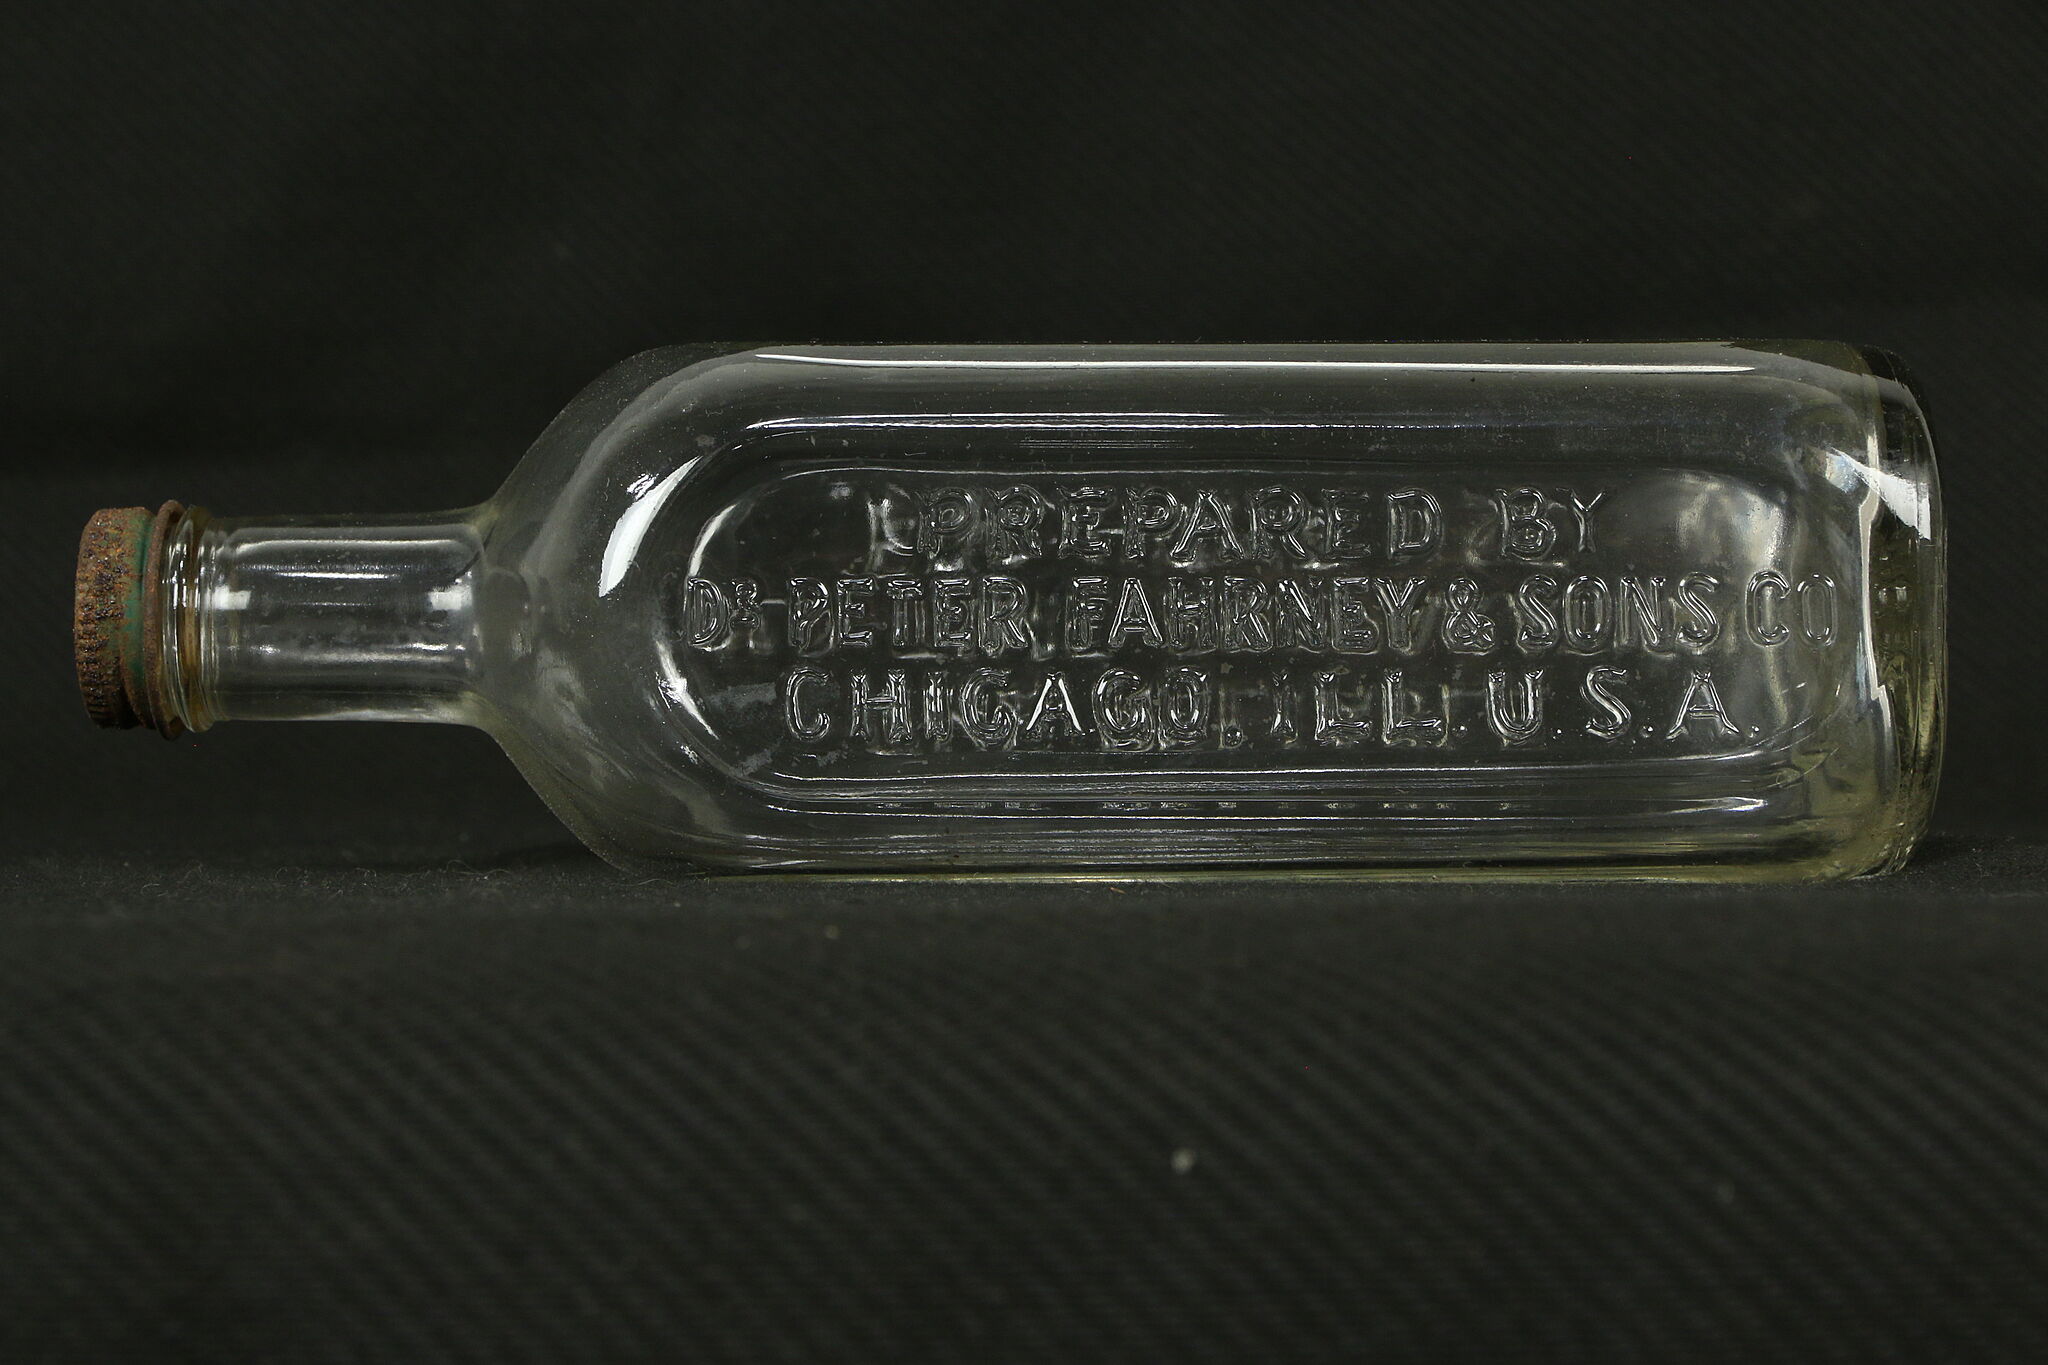 PREPARED BY
DR PETER FAHRNEY & SONS CO
CHICAGO. ILL. U.S.A.